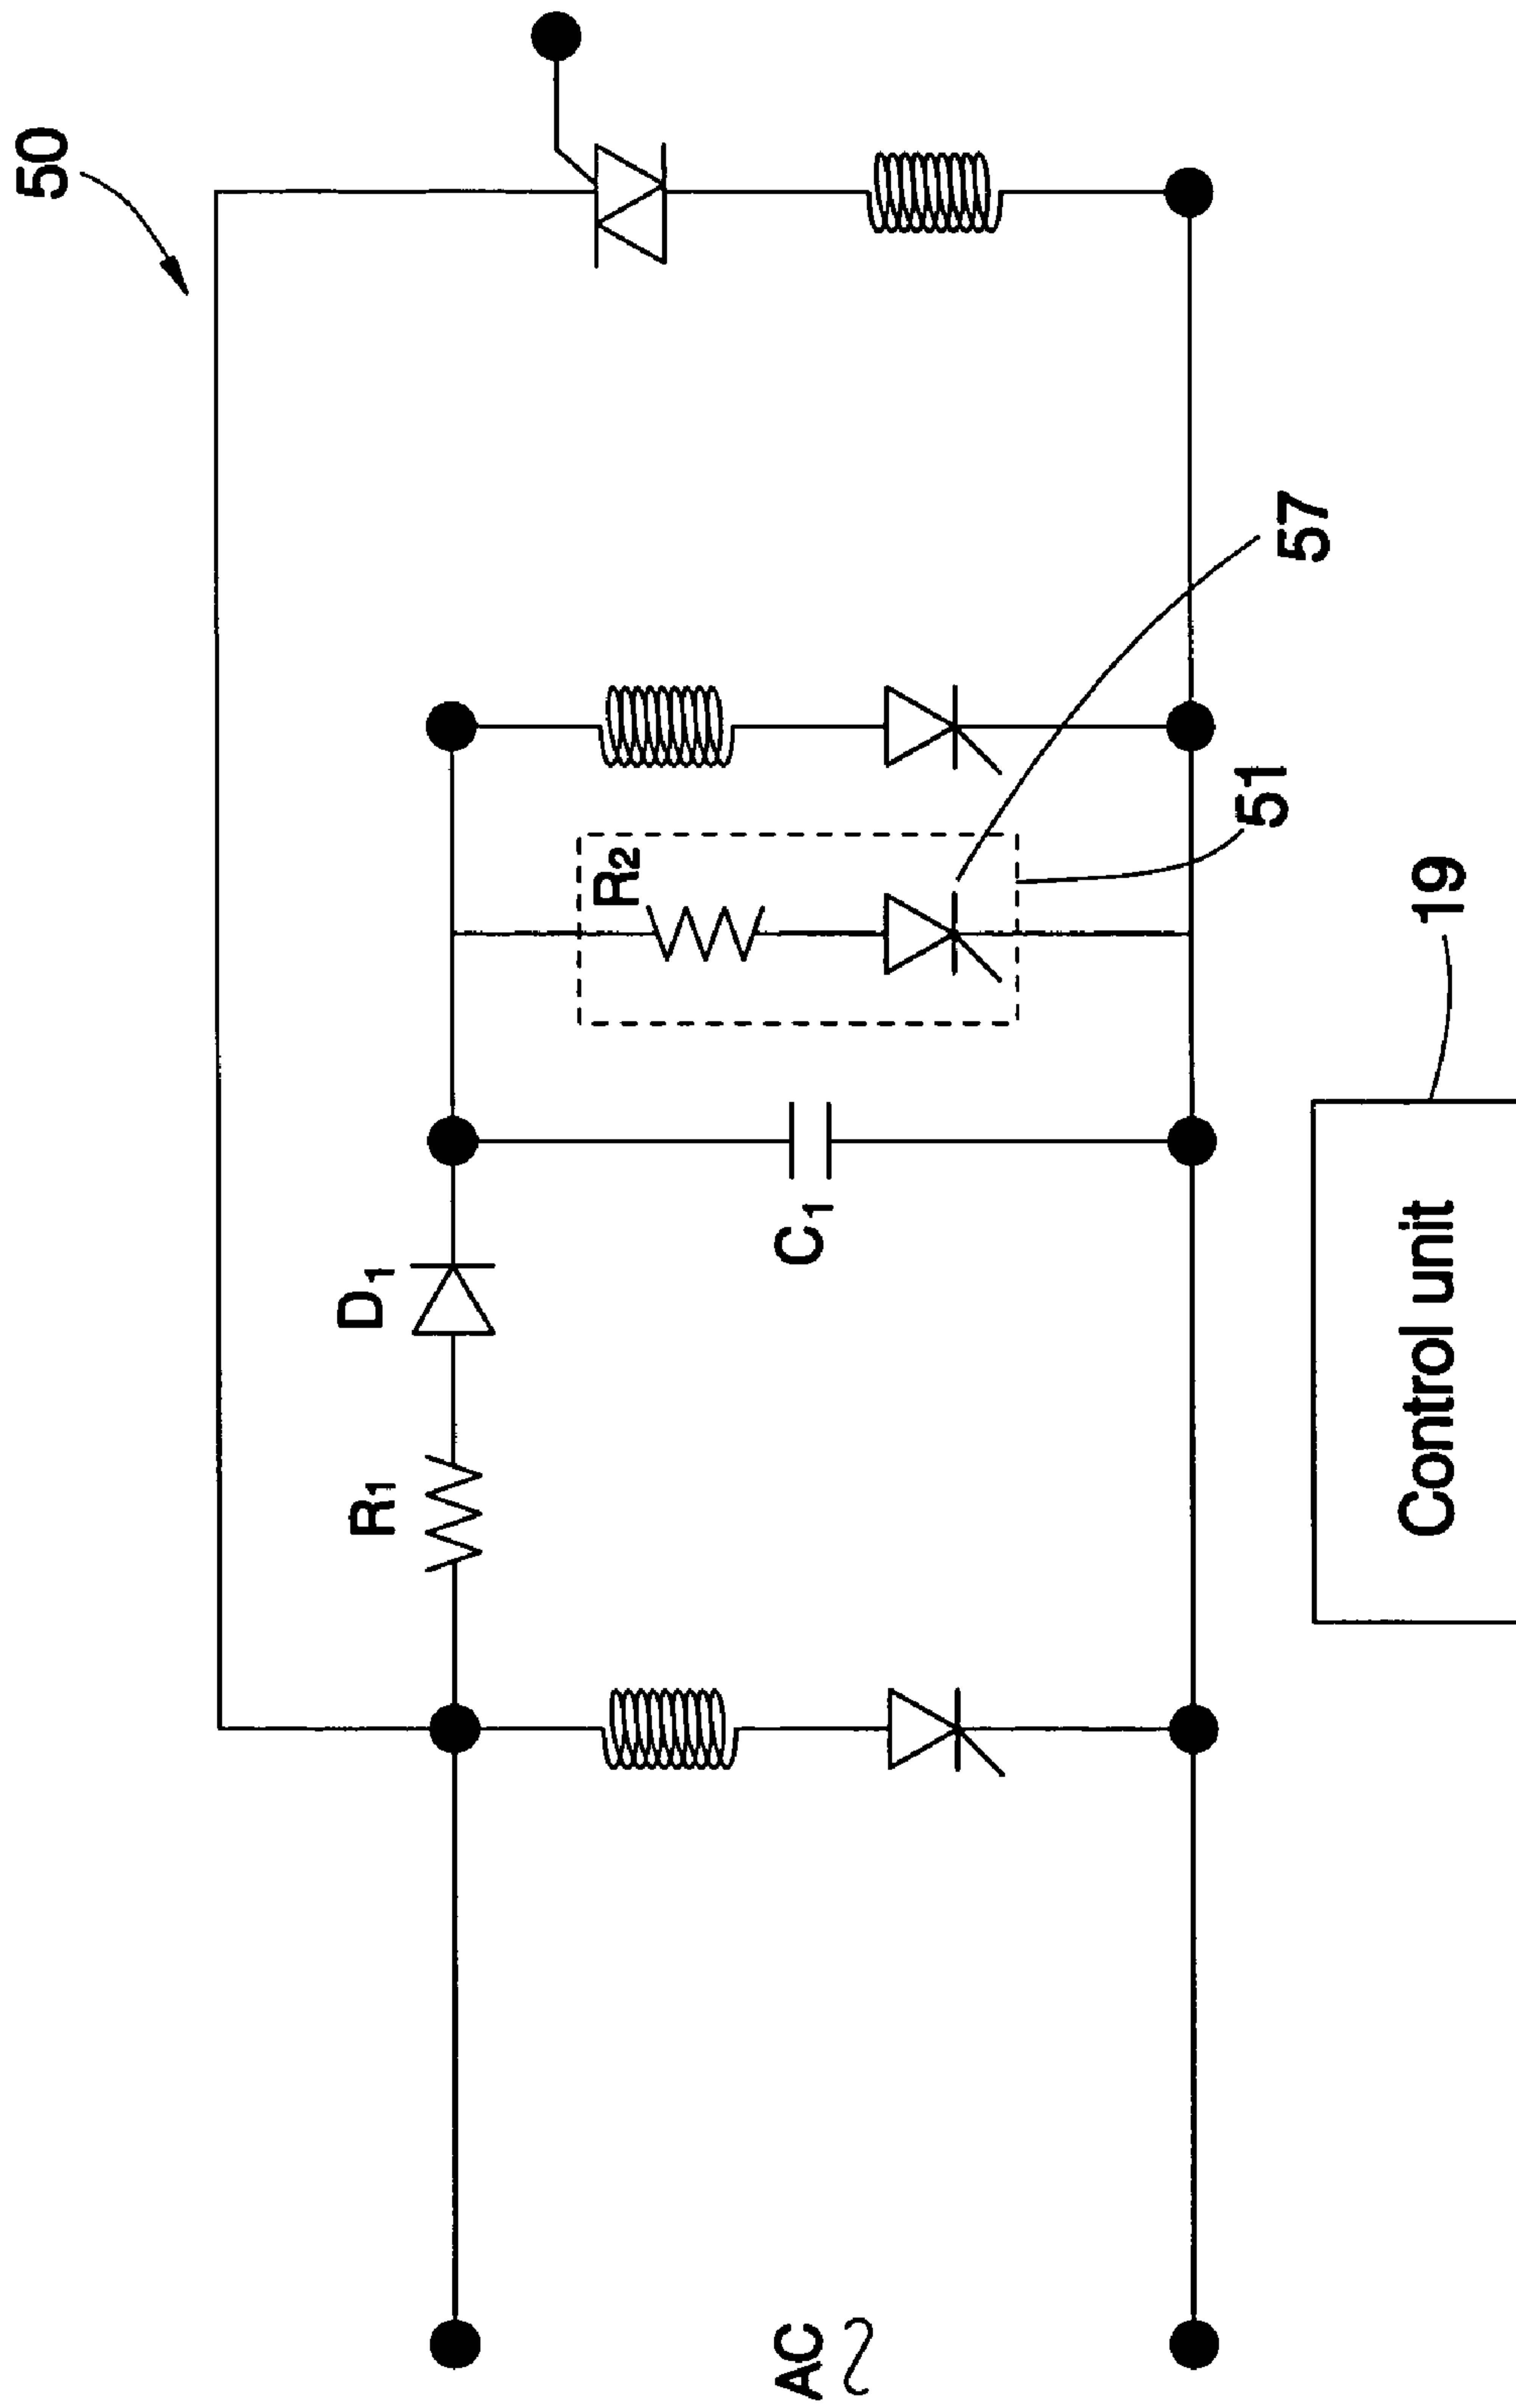 50
R₁
D₁
C₁
R₂
57
51
AC
19
Control unit